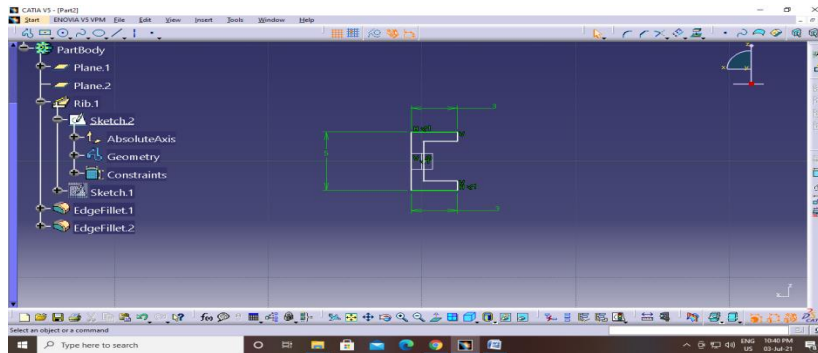 CATIA V5 - [Part2]
Start ENOVIA V5 VPM File Edit View Insert Tools Window Help
PartBody
Plane.1
Plane.2
Rib.1
Sketch.2
AbsoluteAxis
Geometry
Constraints
Sketch.1
EdgeFillet.1
EdgeFillet.2
Select an object or a command
Type here to search
ENG 10:40 PM
US 03-Jul-21